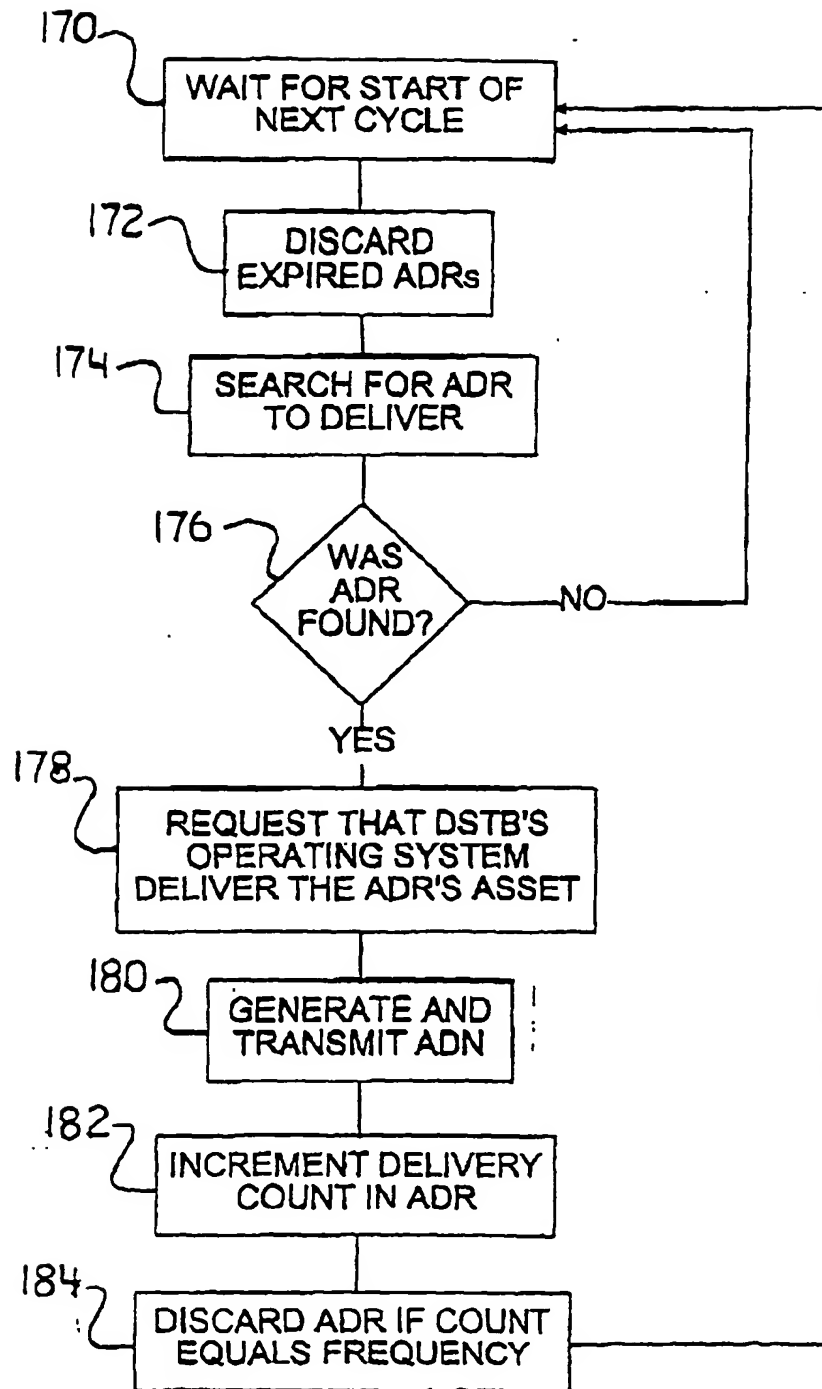 170
WAIT FOR START OF
NEXT CYCLE
172
DISCARD
EXPIRED ADRs
174
SEARCH FOR ADR
TO DELIVER
176
WAS
ADR
FOUND?
NO
YES
178
REQUEST THAT DSTB'S
OPERATING SYSTEM
DELIVER THE ADR'S ASSET
180
GENERATE AND
TRANSMIT ADN
182
INCREMENT DELIVERY
COUNT IN ADR
184
DISCARD ADR IF COUNT
EQUALS FREQUENCY